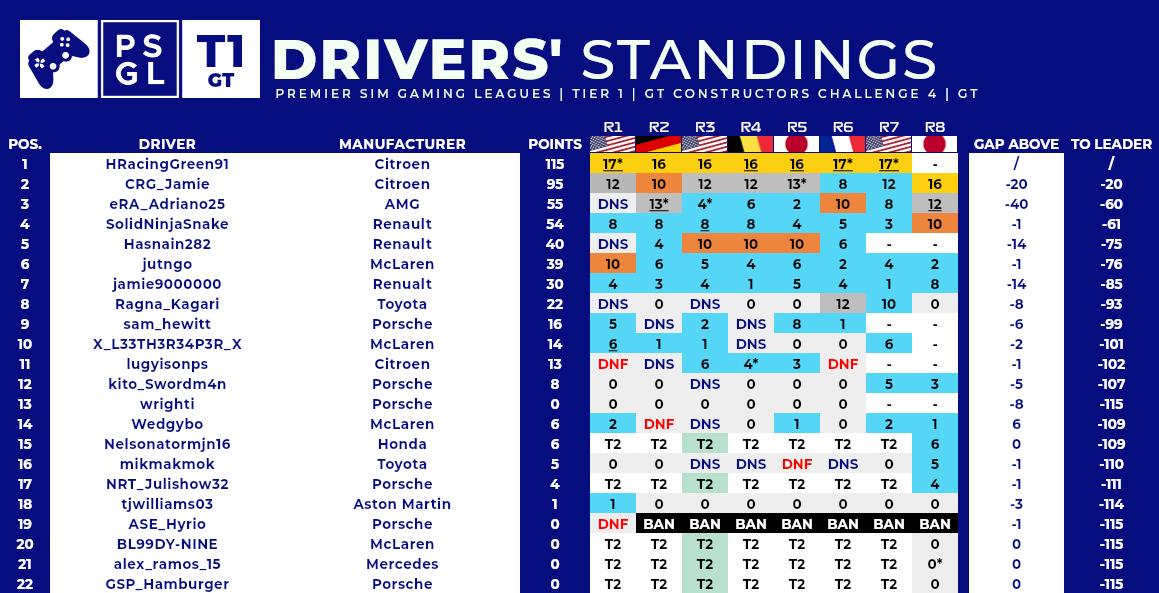 PS
GL
T1
GT
DRIVERS' STANDINGS
PREMIER SIM GAMING LEAGUES | TIER 1 | GT CONSTRUCTORS CHALLENGE 4 | GT
R1 R2 R3 R4 R5 R6 R7 R8
POS. DRIVER MANUFACTURER POINTS GAP ABOVE TO LEADER
1 HRacingGreen91 Citroen 115 17* 16 16 16 16 17* 17* - / /
2 CRG_Jamie Citroen 95 12 10 12 12 13* 8 12 16 -20 -20
3 eRA_Adriano25 AMG 55 DNS 13* 4* 6 2 10 8 12 -40 -60
4 SolidNinjaSnake Renault 54 8 8 8 8 4 5 3 10 -1 -61
5 Hasnain282 Renault 40 DNS 4 10 10 10 6 - - -14 -75
6 jutngo McLaren 39 10 6 5 4 6 2 4 2 -1 -76
7 jamie9000000 Renualt 30 4 3 4 1 5 4 1 8 -14 -85
8 Ragna_Kagari Toyota 22 DNS 0 DNS 0 0 12 10 0 -8 -93
9 sam_hewitt Porsche 16 5 DNS 2 DNS 8 1 - - -6 -99
10 X_L33TH3R34P3R_X McLaren 14 6 1 1 DNS 0 0 6 - -2 -101
11 lugyisonps Citroen 13 DNF DNS 6 4* 3 DNF - - -1 -102
12 kito_Swordm4n Porsche 8 0 0 DNS 0 0 0 5 3 -5 -107
13 wrighti Porsche 0 0 0 0 0 0 0 - - -8 -115
14 Wedgybo McLaren 6 2 DNF DNS 0 1 0 2 1 6 -109
15 Nelsonatormjn16 Honda 6 T2 T2 T2 T2 T2 T2 T2 6 0 -109
16 mikmakmok Toyota 5 0 0 DNS DNS DNF DNS 0 5 -1 -110
17 NRT_Julishow32 Porsche 4 T2 T2 T2 T2 T2 T2 T2 4 -1 -111
18 tjwilliams03 Aston Martin 1 1 0 0 0 0 0 0 0 -3 -114
19 ASE_Hyrio Porsche 0 DNF BAN BAN BAN BAN BAN BAN BAN -1 -115
20 BL99DY-NINE McLaren 0 T2 T2 T2 T2 T2 T2 T2 0 0 -115
21 alex_ramos_15 Mercedes 0 T2 T2 T2 T2 T2 T2 T2 0* 0 -115
22 GSP_Hamburger Porsche 0 T2 T2 T2 T2 T2 T2 T2 0 0 -115